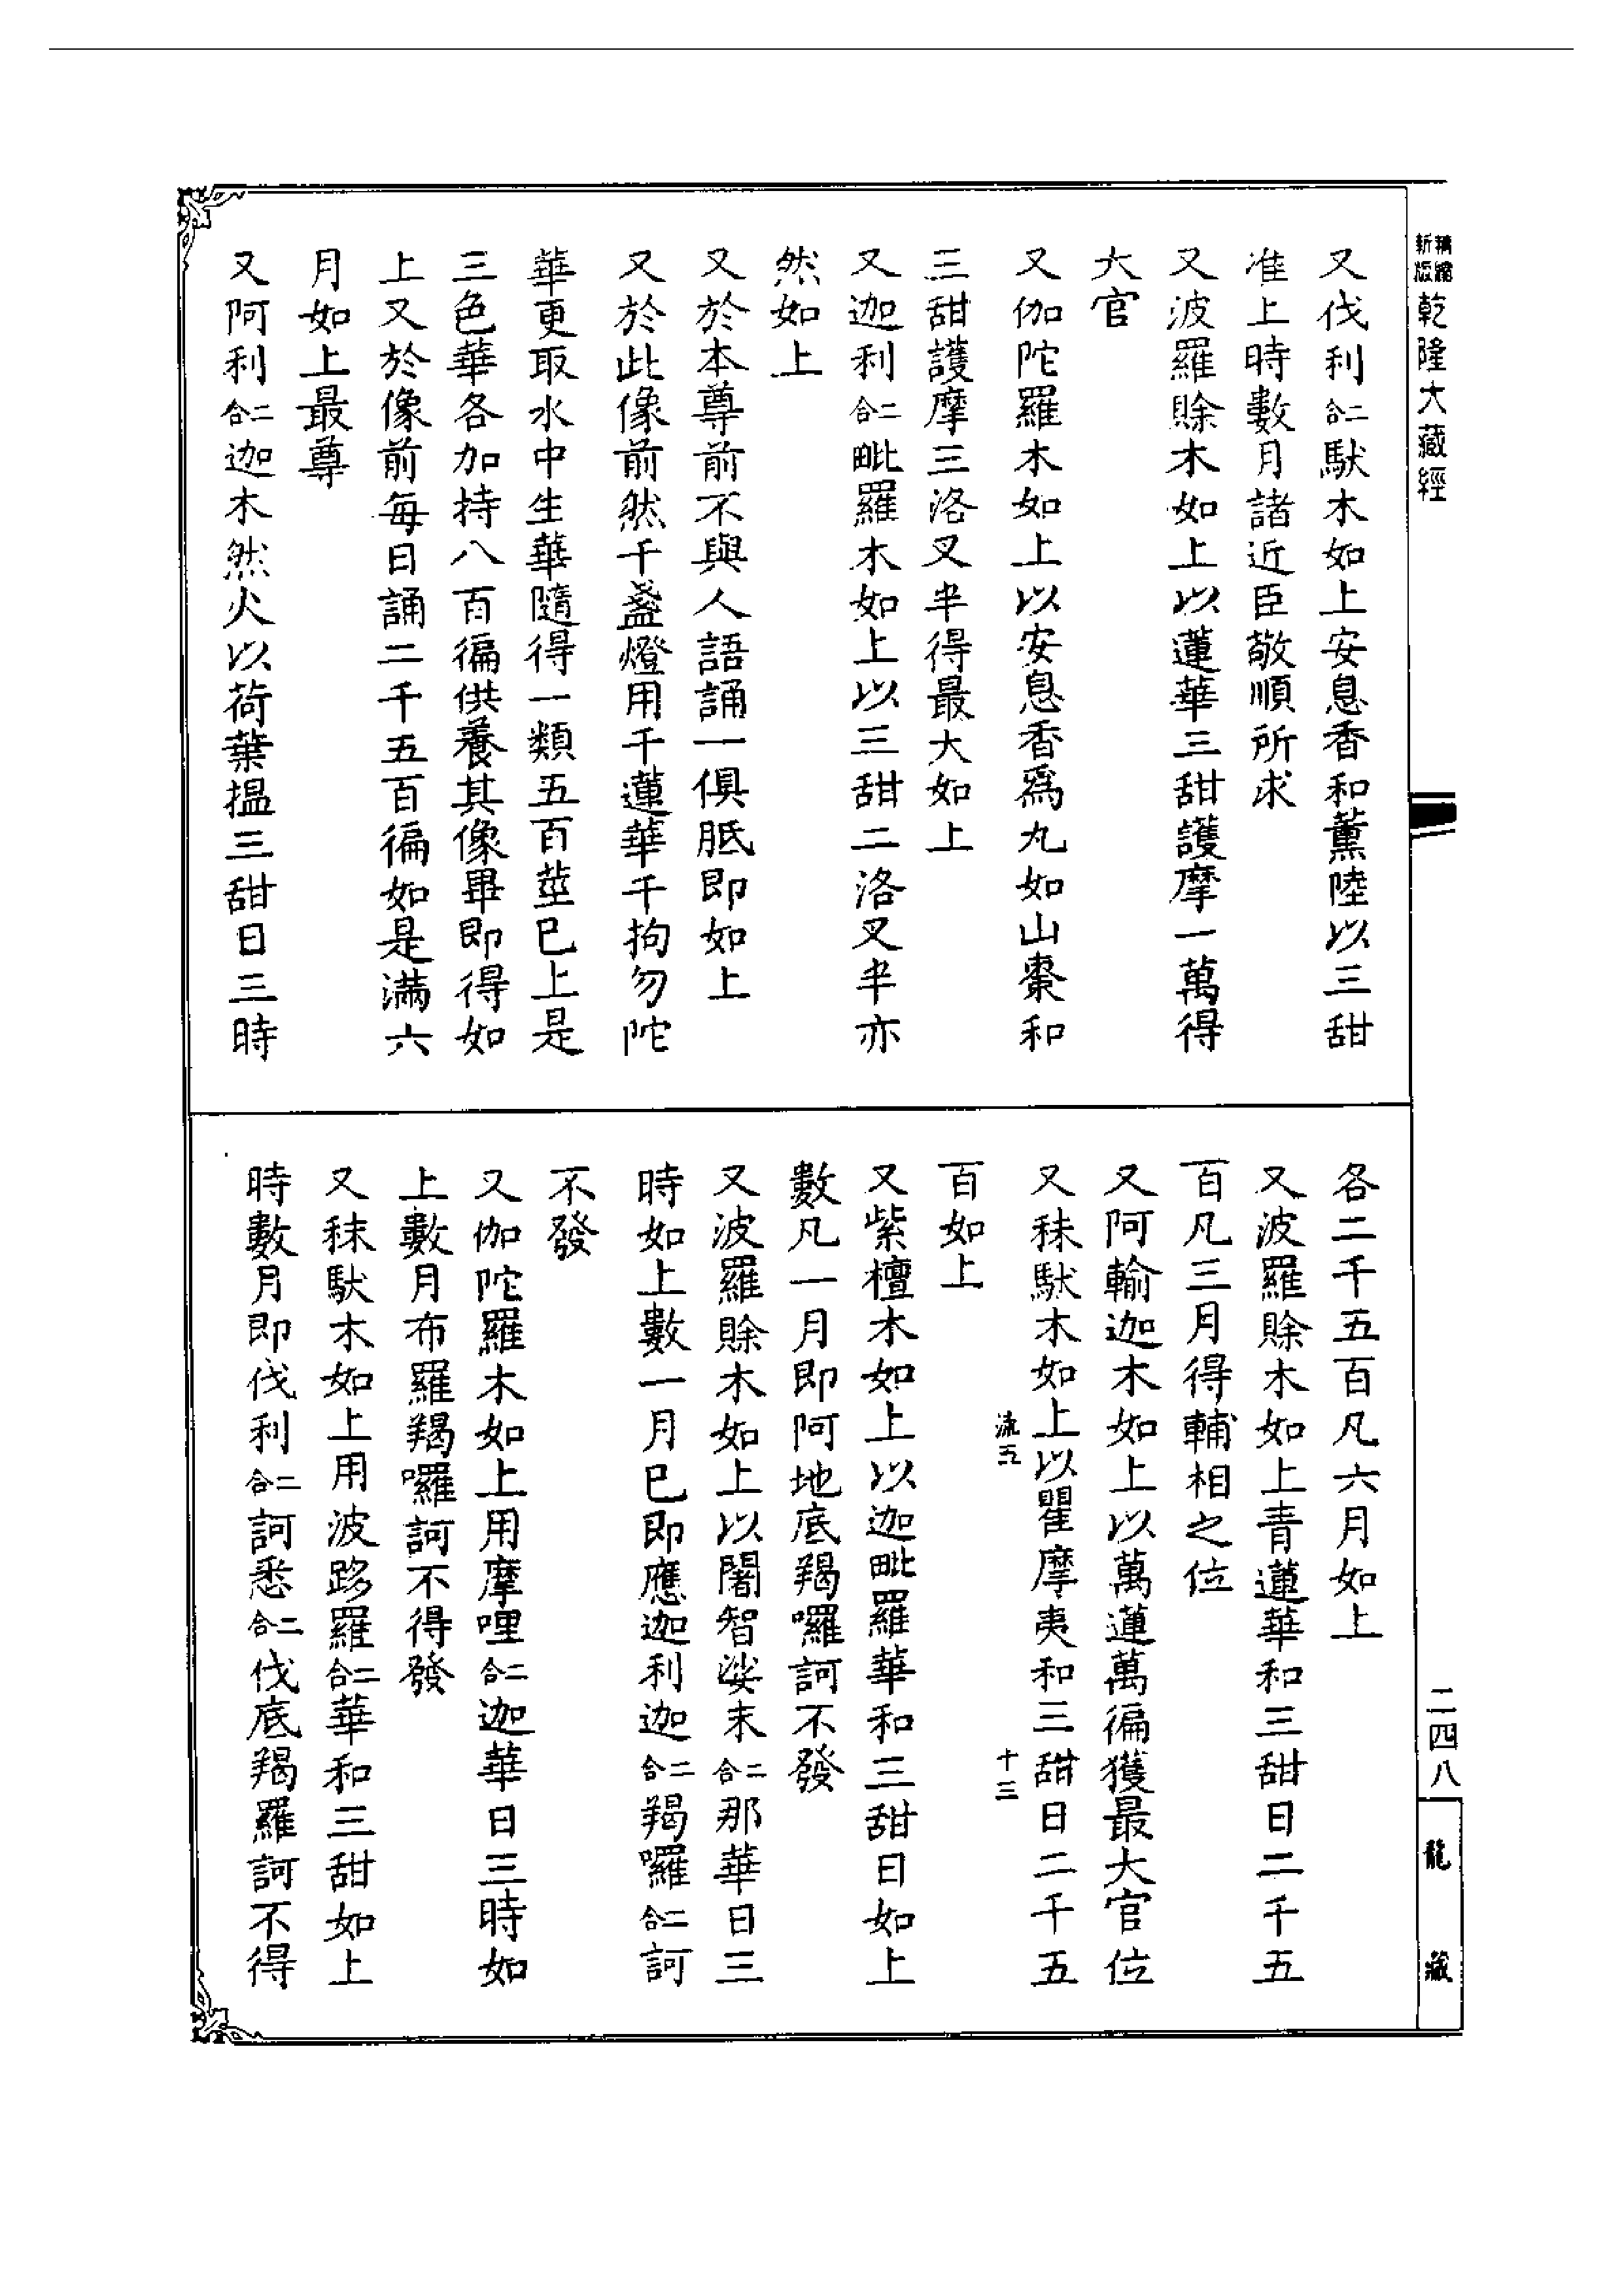 精縮
新版
乾隆大藏經
又伐利二合馱木如上安息香和薰陸以三甜
准上時數月諸近臣敬順所求
又波羅賒木如上以蓮華三甜護摩一萬得
大官
又伽陀羅木如上以安息香爲丸如山棗和
三甜護摩三洛叉半得最大如上
又迦利二合毗羅木如上以三甜二洛叉半亦
然如上
又於本尊前不與人語誦一俱胝即如上
又於此像前然千盞燈用千蓮華千拘勿陀
華更取水中生華隨得一類五百莖已上是
三色華各加持八百徧供養其像畢即得如
上又於像前每日誦二千五百徧如是滿六
月如上最尊
又阿利二合迦木然火以荷葉揾三甜日三時
各二千五百凡六月如上
又波羅賒木如上青蓮華和三甜日二千五
百凡三月得輔相之位
又阿輸迦木如上以萬蓮萬徧獲最大官位
又秣馱木如上以瞿摩夷和三甜日二千五
流五
十三
百如上
又紫檀木如上以迦毗羅華和三甜日如上
數凡一月即阿地底羯囉訶不發
又波羅賒木如上以闍智娑末二合那華日三
時如上數一月已即應迦利迦二合羯囉二合訶
不發
又伽陀羅木如上用摩哩二合迦華日三時如
上數月布羅羯囉訶不得發
又秣馱木如上用波跢羅二合華和三甜如上
時數月即伐利二合訶悉二合伐底羯羅訶不得
二四八
龍藏